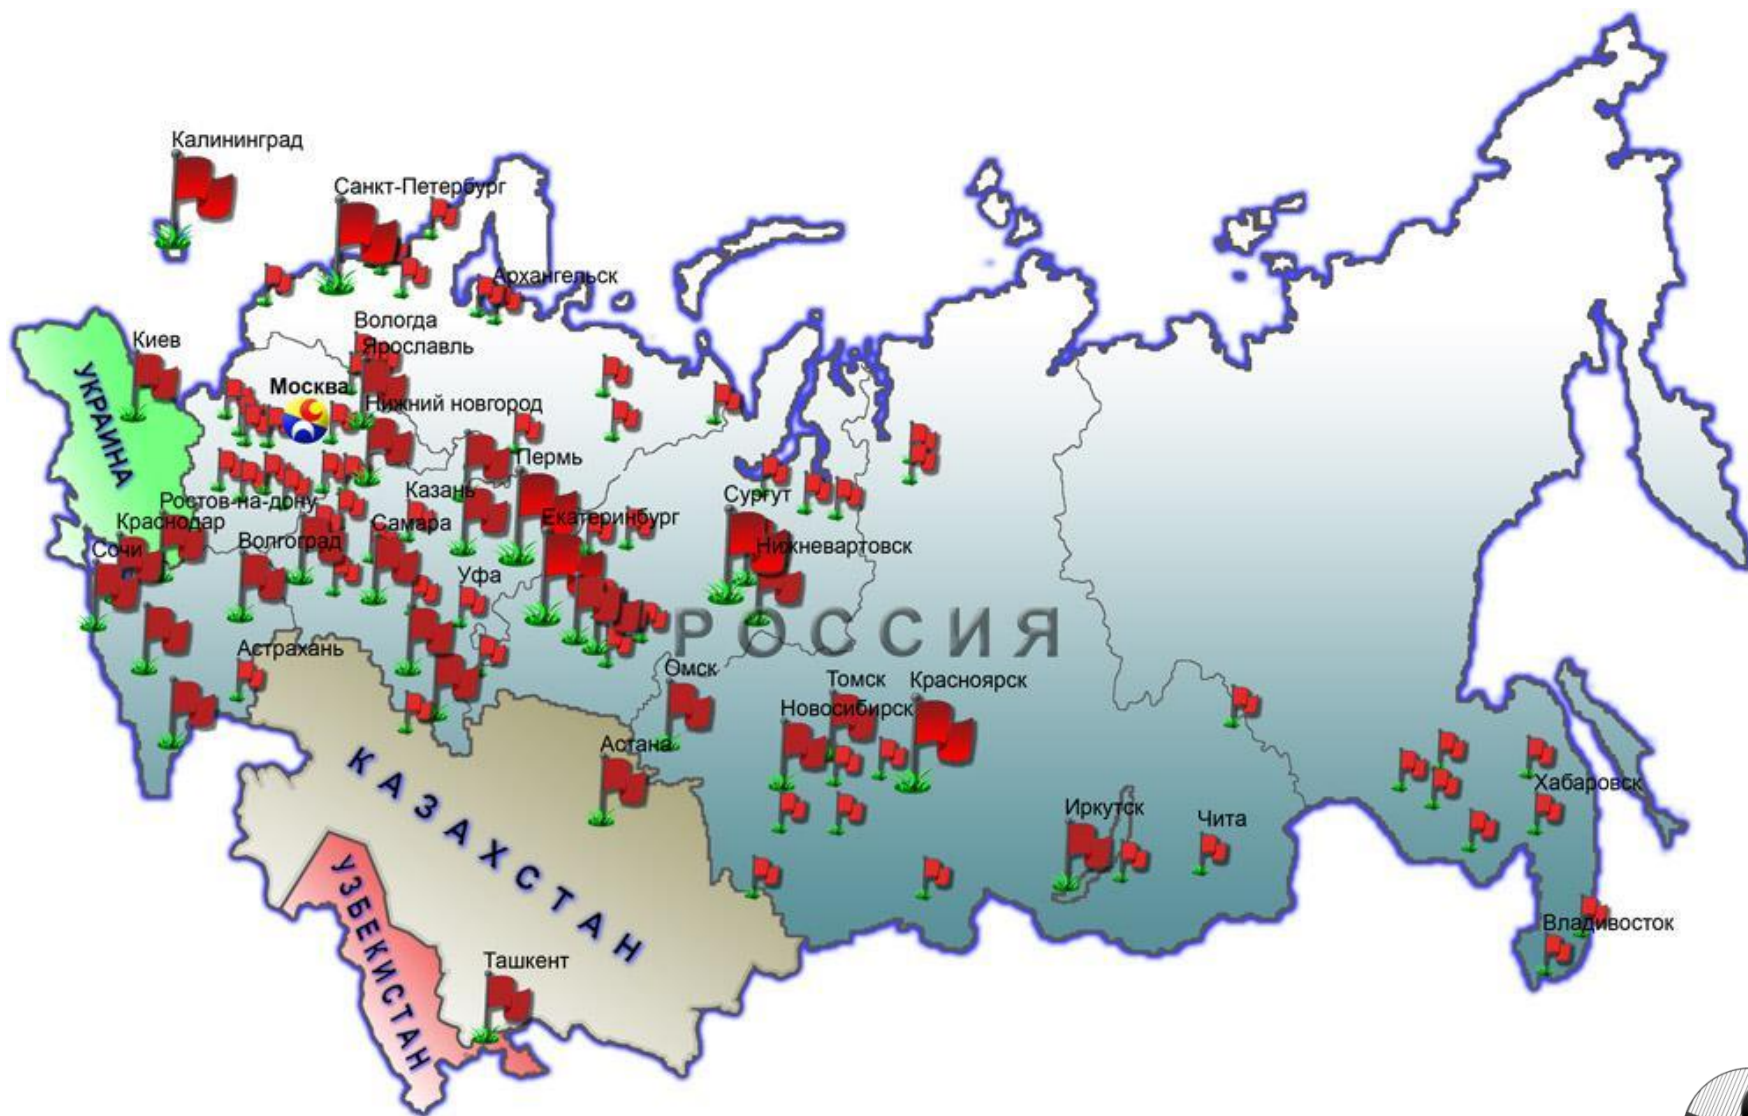 Калининград
Санкт-Петербург
Архангельск
Вологда
Киев
Ярославль
УКРАИНА
Москва
Нижний новгород
Пермь
Казань
Сургут
Ростов-на-дону
Екатеринбург
Краснодар
Самара
Сочи
Волгоград
Нижневартовск
Уфа
РОССИЯ
Астрахань
Омск
Томск
Красноярск
Новосибирск
Астана
КАЗАХСТАН
Хабаровск
Иркутск
Чита
УЗБЕКИСТАН
Владивосток
Ташкент